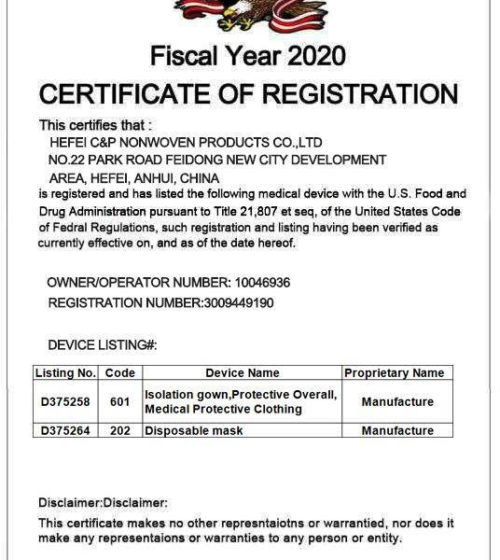 Fiscal Year 2020
CERTIFICATE OF REGISTRATION
This certifies that :
HEFEI C&P NONWOVEN PRODUCTS CO.,LTD
NO.22 PARK ROAD FEIDONG NEW CITY DEVELOPMENT
AREA, HEFEI, ANHUI, CHINA
is registered and has listed the following medical device with the U.S. Food and
Drug Administration pursuant to Title 21,807 et seq, of the United States Code
of Fedral Regulations, such registration and listing having been verified as
currently effective on, and as of the date hereof.
OWNER/OPERATOR NUMBER: 10046936
REGISTRATION NUMBER:3009449190
DEVICE LISTING#:
Listing No. Code Device Name Proprietary Name
D375258 601 Isolation gown,Protective Overall, Manufacture
Medical Protective Clothing
D375264 202 Disposable mask Manufacture
Disclaimer:Disclaimer:
This certificate makes no other represntaiotns or warrantied, nor does it
make any representaions or warranties to any person or entity.